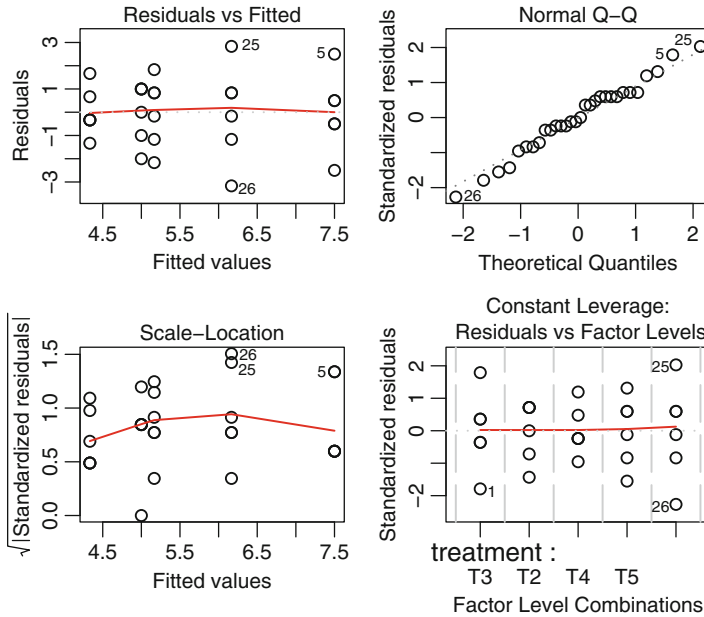 Residuals vs Fitted
Residuals
3
1
−1
−3
25
5
26
4.5 5.5 6.5 7.5
Fitted values
Normal Q−Q
Standardized residuals
2
0
−2
5
25
26
−2 −1 0 1 2
Theoretical Quantiles
Scale−Location
√|Standardized residuals|
1.5
1.0
0.5
0.0
26
25
5
4.5 5.5 6.5 7.5
Fitted values
Constant Leverage:
Residuals vs Factor Levels
Standardized residuals
2
0
−2
25
1
26
treatment :
T3 T2 T4 T5
Factor Level Combinations